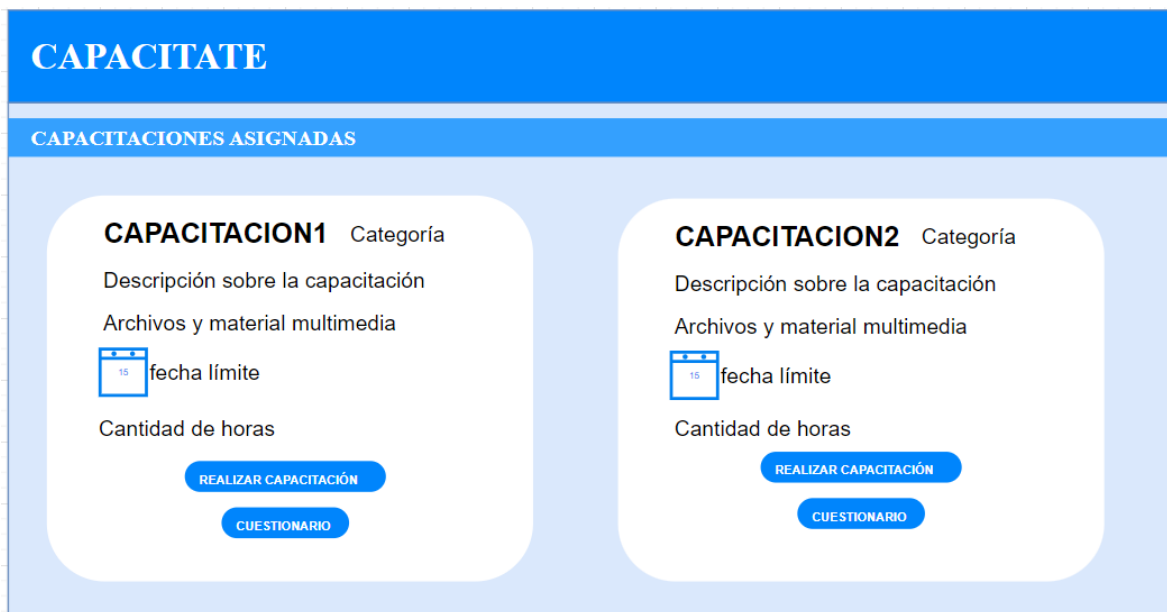 CAPACITATE
CAPACITACIONES ASIGNADAS
CAPACITACION1 Categoría
Descripción sobre la capacitación
Archivos y material multimedia
15 fecha límite
Cantidad de horas
REALIZAR CAPACITACIÓN
CUESTIONARIO
CAPACITACION2 Categoría
Descripción sobre la capacitación
Archivos y material multimedia
15 fecha límite
Cantidad de horas
REALIZAR CAPACITACIÓN
CUESTIONARIO